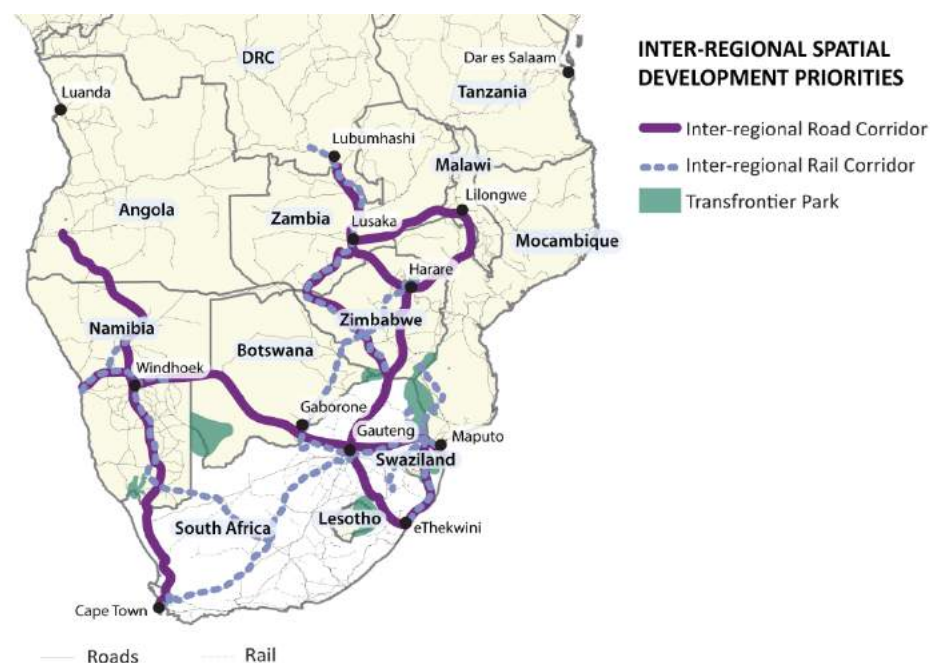 DRC
Dar es Salaam
Tanzania
Luanda
Lubumhashi
Malawi
Lilongwe
Angola
Zambia
Lusaka
Mocambique
Harare
Namibia
Zimbabwe
Botswana
Windhoek
Gaborone
Gauteng
Maputo
Swaziland
South Africa
Lesotho
eThekwini
Cape Town
Roads
Rail
INTER-REGIONAL SPATIAL
DEVELOPMENT PRIORITIES
Inter-regional Road Corridor
Inter-regional Rail Corridor
Transfrontier Park